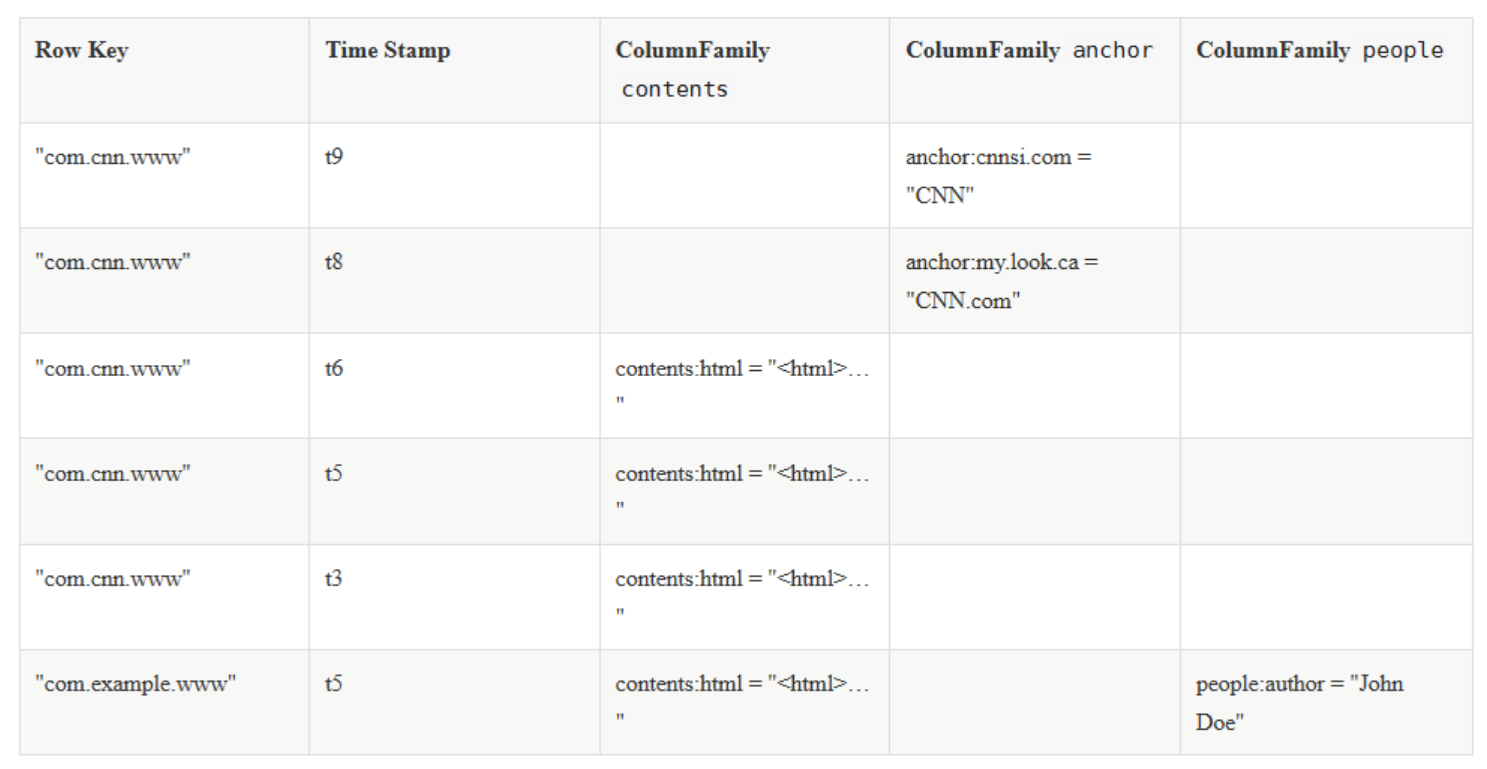 Row Key
Time Stamp
ColumnFamily
contents
ColumnFamily anchor
ColumnFamily people
"com.cnn.www"
t9
anchor:cnnsi.com =
"CNN"
"com.cnn.www"
t8
anchor:my.look.ca =
"CNN.com"
"com.cnn.www"
t6
contents:html = "<html>…
"
"com.cnn.www"
t5
contents:html = "<html>…
"
"com.cnn.www"
t3
contents:html = "<html>…
"
"com.example.www"
t5
contents:html = "<html>…
"
people:author = "John
Doe"